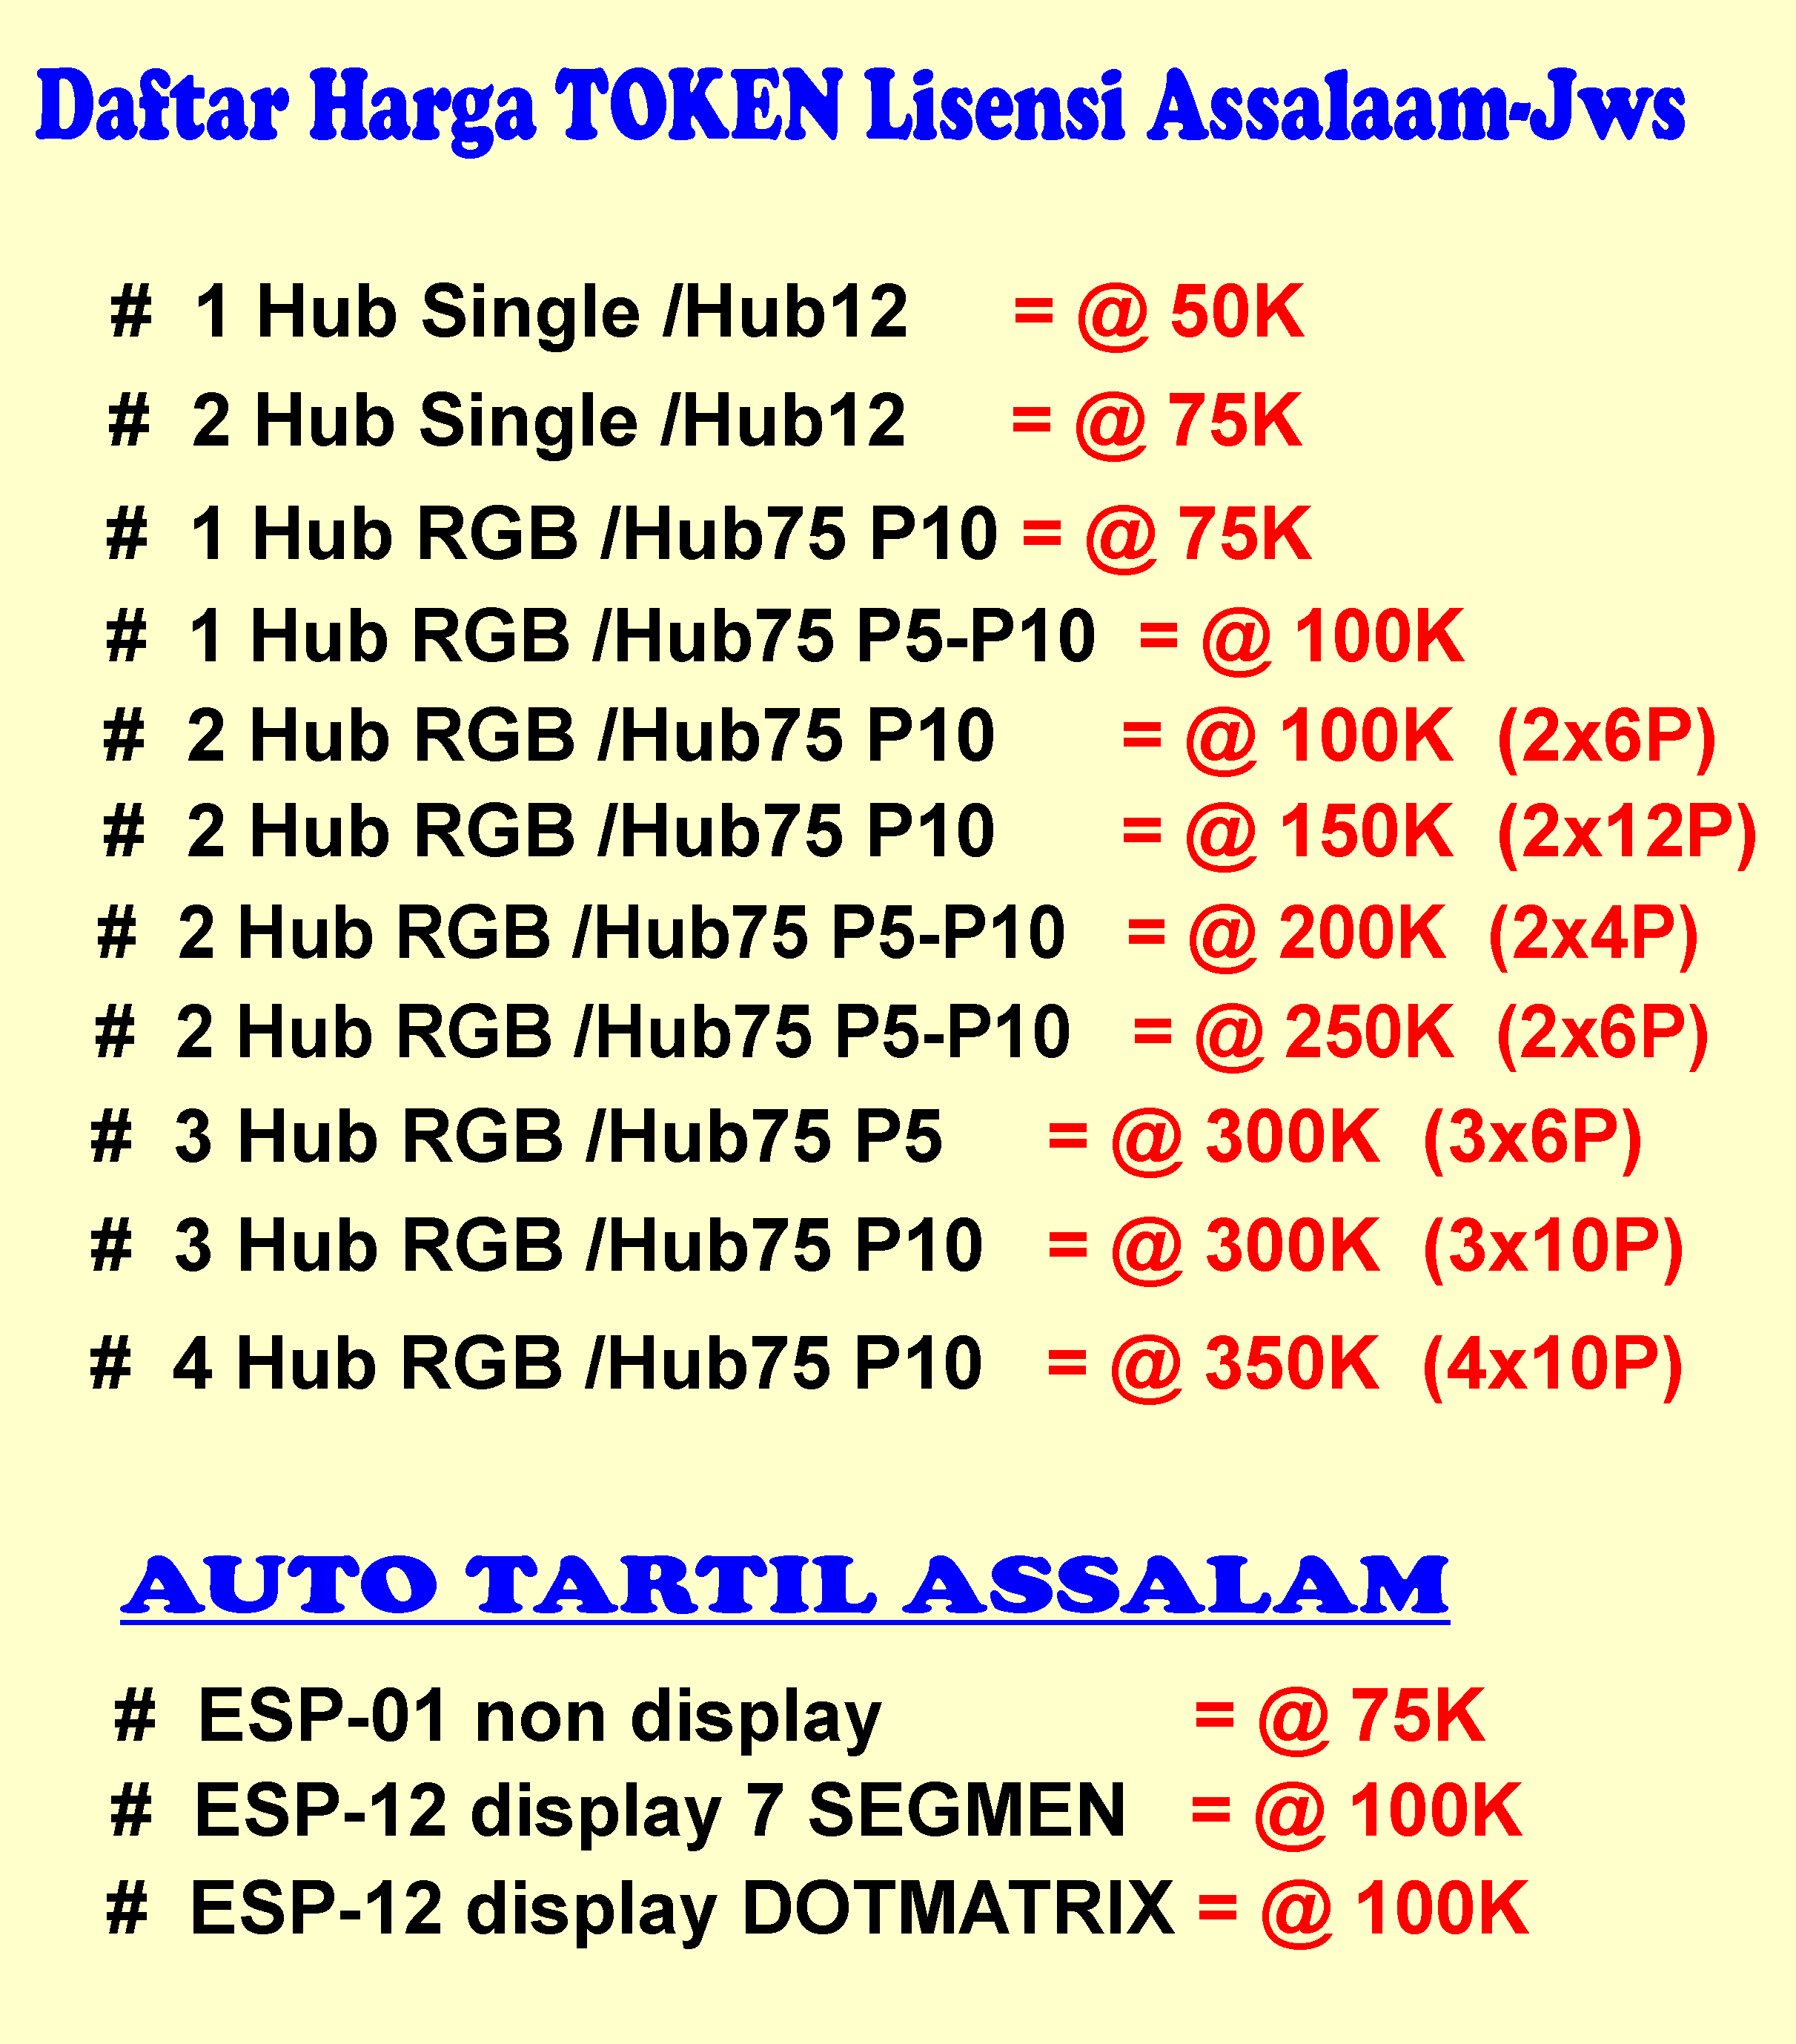 Daftar Harga TOKEN Lisensi Assalaam-Jws
# 1 Hub Single /Hub12 = @ 50K
# 2 Hub Single /Hub12 = @ 75K
# 1 Hub RGB /Hub75 P10 = @ 75K
# 1 Hub RGB /Hub75 P5-P10 = @ 100K
# 2 Hub RGB /Hub75 P10 = @ 100K (2x6P)
# 2 Hub RGB /Hub75 P10 = @ 150K (2x12P)
# 2 Hub RGB /Hub75 P5-P10 = @ 200K (2x4P)
# 2 Hub RGB /Hub75 P5-P10 = @ 250K (2x6P)
# 3 Hub RGB /Hub75 P5 = @ 300K (3x6P)
# 3 Hub RGB /Hub75 P10 = @ 300K (3x10P)
# 4 Hub RGB /Hub75 P10 = @ 350K (4x10P)
AUTO TARTIL ASSALAM
# ESP-01 non display = @ 75K
# ESP-12 display 7 SEGMEN = @ 100K
# ESP-12 display DOTMATRIX = @ 100K